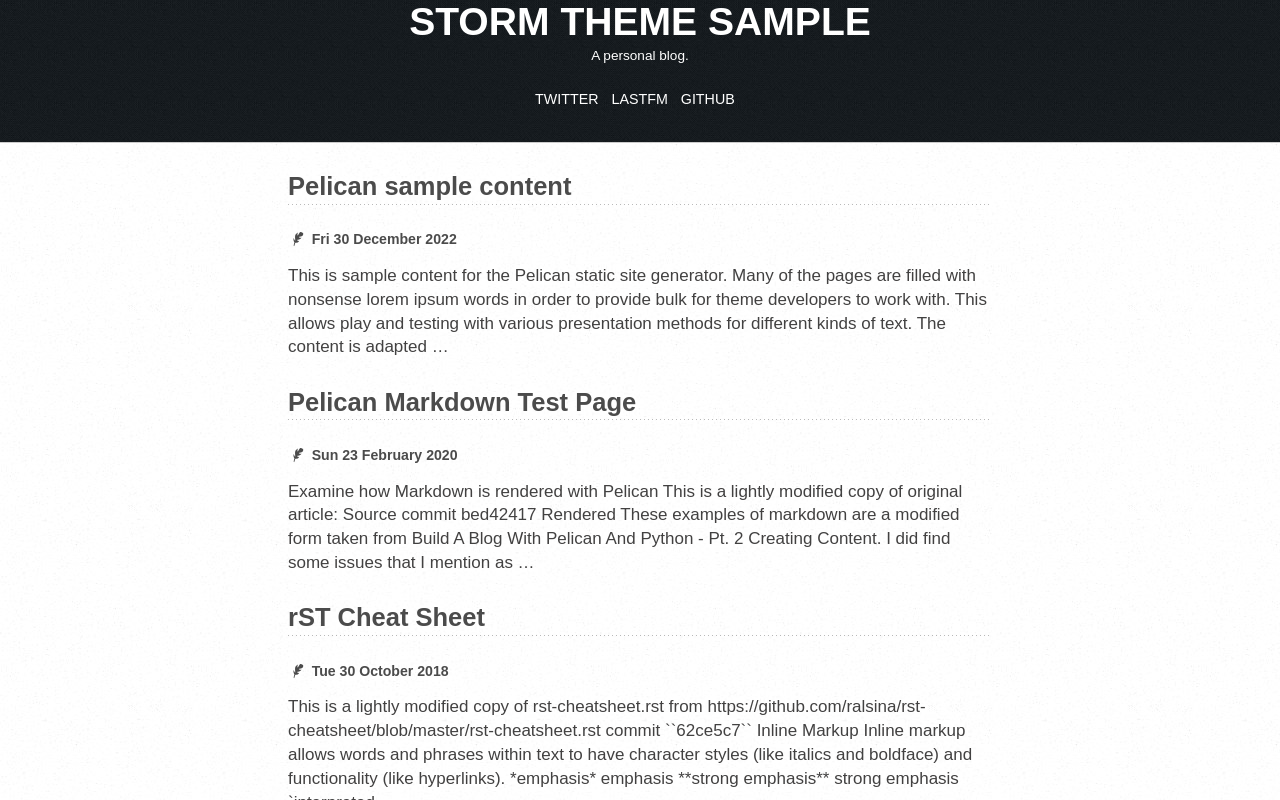 STORM THEME SAMPLE
A personal blog.
TWITTER LASTFM GITHUB
Pelican sample content
Fri 30 December 2022
This is sample content for the Pelican static site generator. Many of the pages are filled with
nonsense lorem ipsum words in order to provide bulk for theme developers to work with. This
allows play and testing with various presentation methods for different kinds of text. The
content is adapted …
Pelican Markdown Test Page
Sun 23 February 2020
Examine how Markdown is rendered with Pelican This is a lightly modified copy of original
article: Source commit bed42417 Rendered These examples of markdown are a modified
form taken from Build A Blog With Pelican And Python - Pt. 2 Creating Content. I did find
some issues that I mention as …
rST Cheat Sheet
Tue 30 October 2018
This is a lightly modified copy of rst-cheatsheet.rst from https://github.com/ralsina/rst-
cheatsheet/blob/master/rst-cheatsheet.rst commit ``62ce5c7`` Inline Markup Inline markup
allows words and phrases within text to have character styles (like italics and boldface) and
functionality (like hyperlinks). *emphasis* emphasis **strong emphasis** strong emphasis
`interpreted